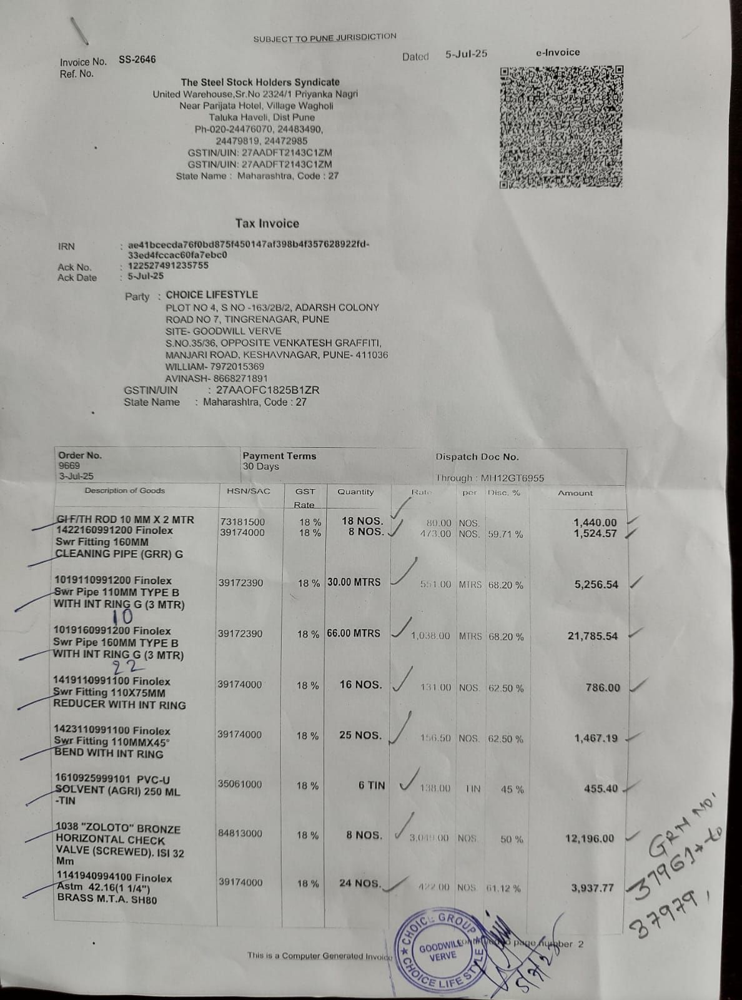 SUBJECT TO PUNE JURISDICTION
Invoice No. SS-2646 Dated 5-Jul-25 e-Invoice
Ref. No.
The Steel Stock Holders Syndicate
United Warehouse,Sr.No 2324/1 Priyanka Nagri
Near Parijata Hotel, Village Wagholi
Taluka Haveli, Dist Pune
Ph-020-24476070, 24483490,
24479819, 24472985
GSTIN/UIN: 27AADFT2143C1ZM
GSTIN/UIN: 27AADFT2143C1ZM
State Name : Maharashtra, Code : 27
Tax Invoice
IRN : ae41bcecda76f0bd875f450147af398b4f357628922fd-
33ed4fccac60fa7ebc0
Ack No. : 122527491235755
Ack Date : 5-Jul-25
Party : CHOICE LIFESTYLE
PLOT NO 4, S NO -163/2B/2, ADARSH COLONY
ROAD NO 7, TINGRENAGAR, PUNE
SITE- GOODWILL VERVE
S.NO.35/36, OPPOSITE VENKATESH GRAFFITI,
MANJARI ROAD, KESHAVNAGAR, PUNE- 411036
WILLIAM- 7972015369
AVINASH- 8668271891
GSTIN/UIN : 27AAOFC1825B1ZR
State Name : Maharashtra, Code : 27
Order No. Payment Terms Dispatch Doc No.
9669 30 Days
3-Jul-25 Through : MH12GT6955
Description of Goods HSN/SAC GST Rate Quantity Rate per Disc. % Amount
GI F/TH ROD 10 MM X 2 MTR 73181500 18 % 18 NOS. 80.00 NOS. 1,440.00
1422160991200 Finolex 39174000 18 % 8 NOS. 473.00 NOS. 59.71 % 1,524.57
Swr Fitting 160MM
CLEANING PIPE (GRR) G
1019110991200 Finolex 39172390 18 % 30.00 MTRS 551.00 MTRS 68.20 % 5,256.54
Swr Pipe 110MM TYPE B
WITH INT RING G (3 MTR)
10
1019160991200 Finolex 39172390 18 % 66.00 MTRS 1,038.00 MTRS 68.20 % 21,785.54
Swr Pipe 160MM TYPE B
WITH INT RING G (3 MTR)
22
1419110991100 Finolex 39174000 18 % 16 NOS. 131.00 NOS. 62.50 % 786.00
Swr Fitting 110X75MM
REDUCER WITH INT RING
1423110991100 Finolex 39174000 18 % 25 NOS. 156.50 NOS. 62.50 % 1,467.19
Swr Fitting 110MMX45°
BEND WITH INT RING
1610925999101 PVC-U 35061000 18 % 6 TIN 138.00 TIN 45 % 455.40
SOLVENT (AGRI) 250 ML
-TIN
1038 "ZOLOTO" BRONZE 84813000 18 % 8 NOS. 3,049.00 NOS. 50 % 12,196.00
HORIZONTAL CHECK
VALVE (SCREWED). ISI 32
Mm
1141940994100 Finolex 39174000 18 % 24 NOS. 422.00 NOS. 61.12 % 3,937.77
Astm 42.16(1 1/4")
BRASS M.T.A. SH80
GRN NO.
37961 to
37979,
CHOICE GROUP
GOODWILL
VERVE
CHOICE LIFE STYLE
continued to page number 2
This is a Computer Generated Invoice
5/7/25